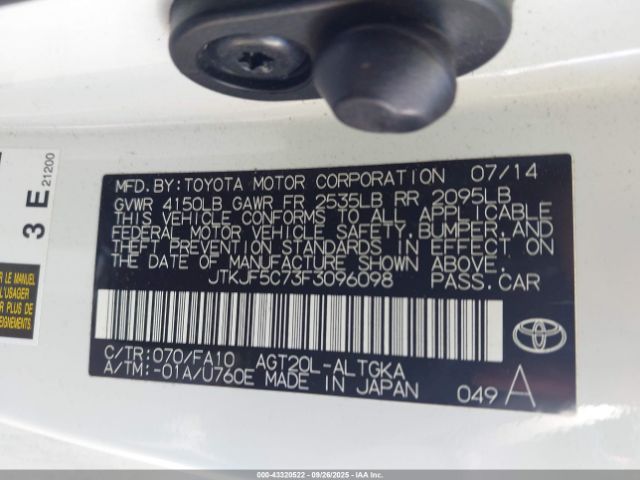 3 E 21200
R LE MANUEL
L'USAGER
SEIGNEMENTS
MFD.BY:TOYOTA MOTOR CORPORATION 07/14
GVWR 4150LB GAWR FR 2535LB RR 2095LB
THIS VEHICLE CONFORMS TO ALL APPLICABLE
FEDERAL MOTOR VEHICLE SAFETY,BUMPER,AND
THEFT PREVENTION STANDARDS IN EFFECT ON
THE DATE OF MANUFACTURE SHOWN ABOVE.
JTKJF5C73F3096098 PASS.CAR
C/TR:070/FA10 AGT20L-ALTGKA
A/TM:-01A/U760E MADE IN JAPAN 049 A
000-43320522 09/26/2025 IAA Inc.